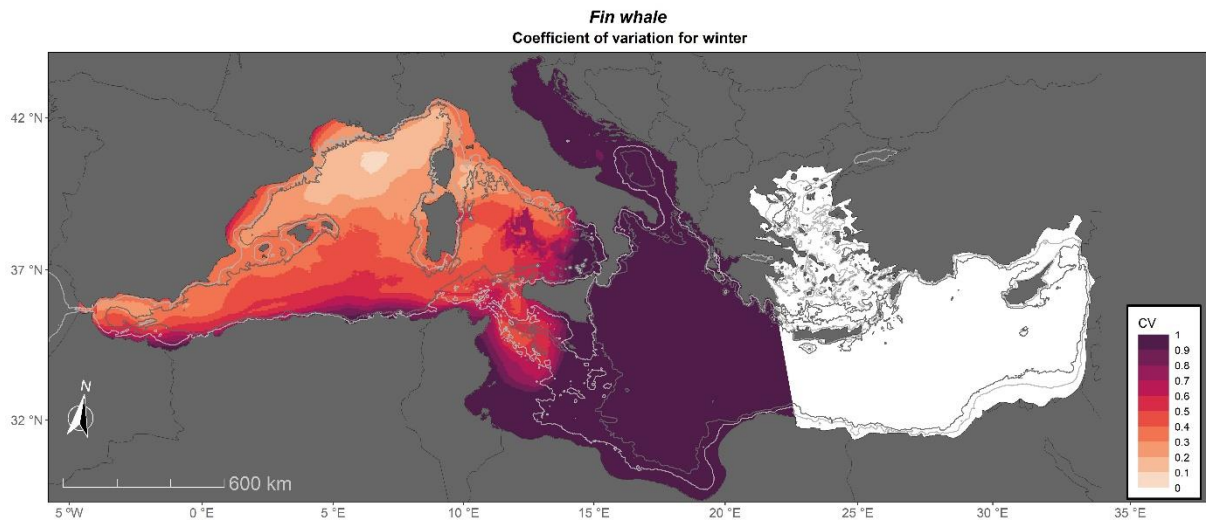 Fin whale
Coefficient of variation for winter
42 °N
37 °N
32 °N
N
600 km
CV
1
0.9
0.8
0.7
0.6
0.5
0.4
0.3
0.2
0.1
0
5 °W
0 °E
5 °E
10 °E
15 °E
20 °E
25 °E
30 °E
35 °E